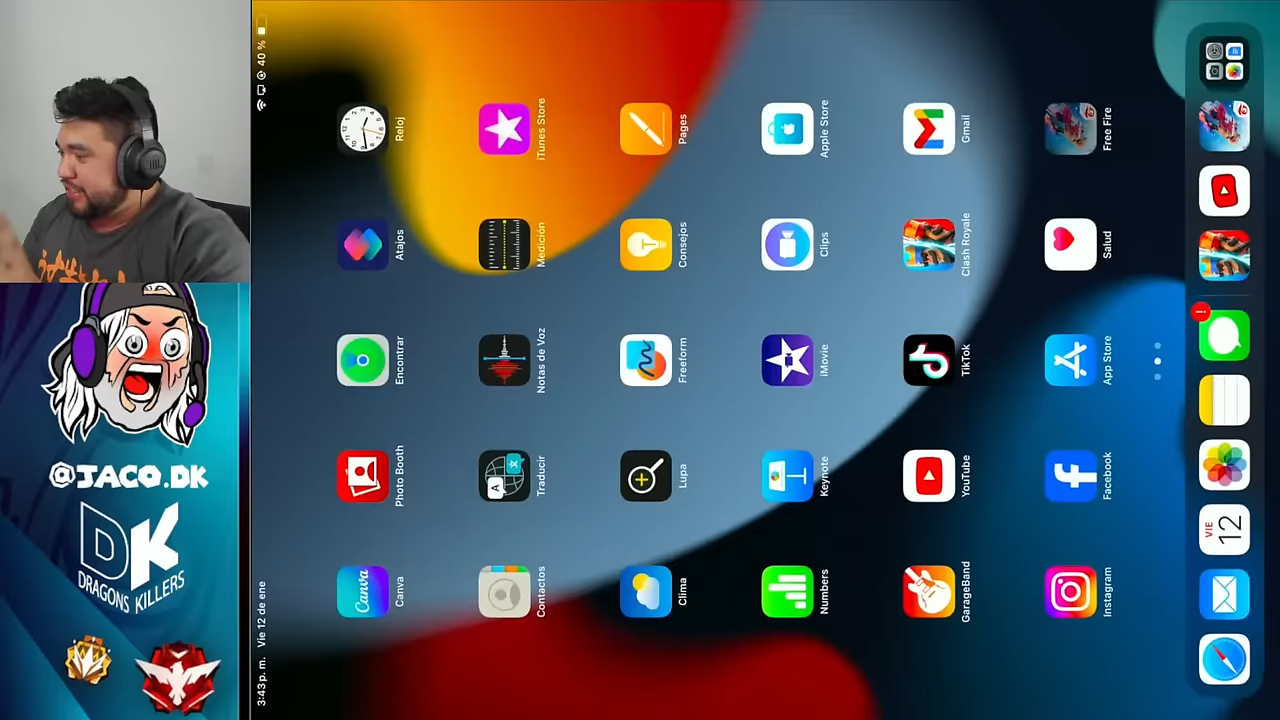 @JACO.DK
DK
DRAGONS KILLERS
3:43 p. m. Vie 12 de ene
40 %
Canva
Photo Booth
Encontrar
Atajos
Reloj
Contactos
Traducir
Notas de Voz
Medición
iTunes Store
Clima
Lupa
Freeform
Consejos
Pages
Numbers
Keynote
iMovie
Clips
Apple Store
GarageBand
YouTube
TikTok
Clash Royale
Gmail
Instagram
Facebook
App Store
Salud
Free Fire
VIE
12